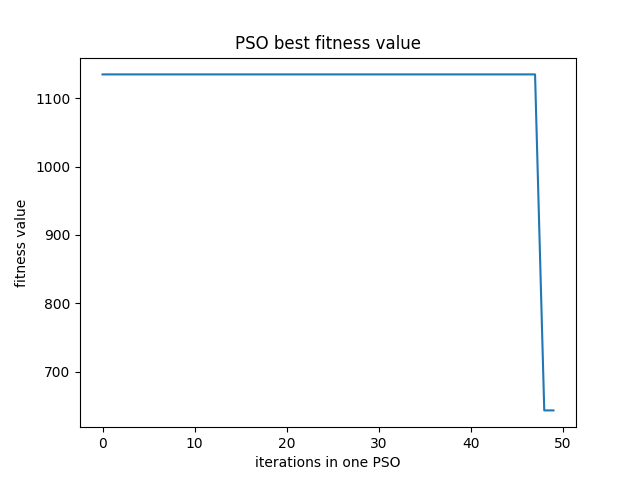 PSO best fitness value
1100
1000
900
800
700
fitness value
0 10 20 30 40 50
iterations in one PSO